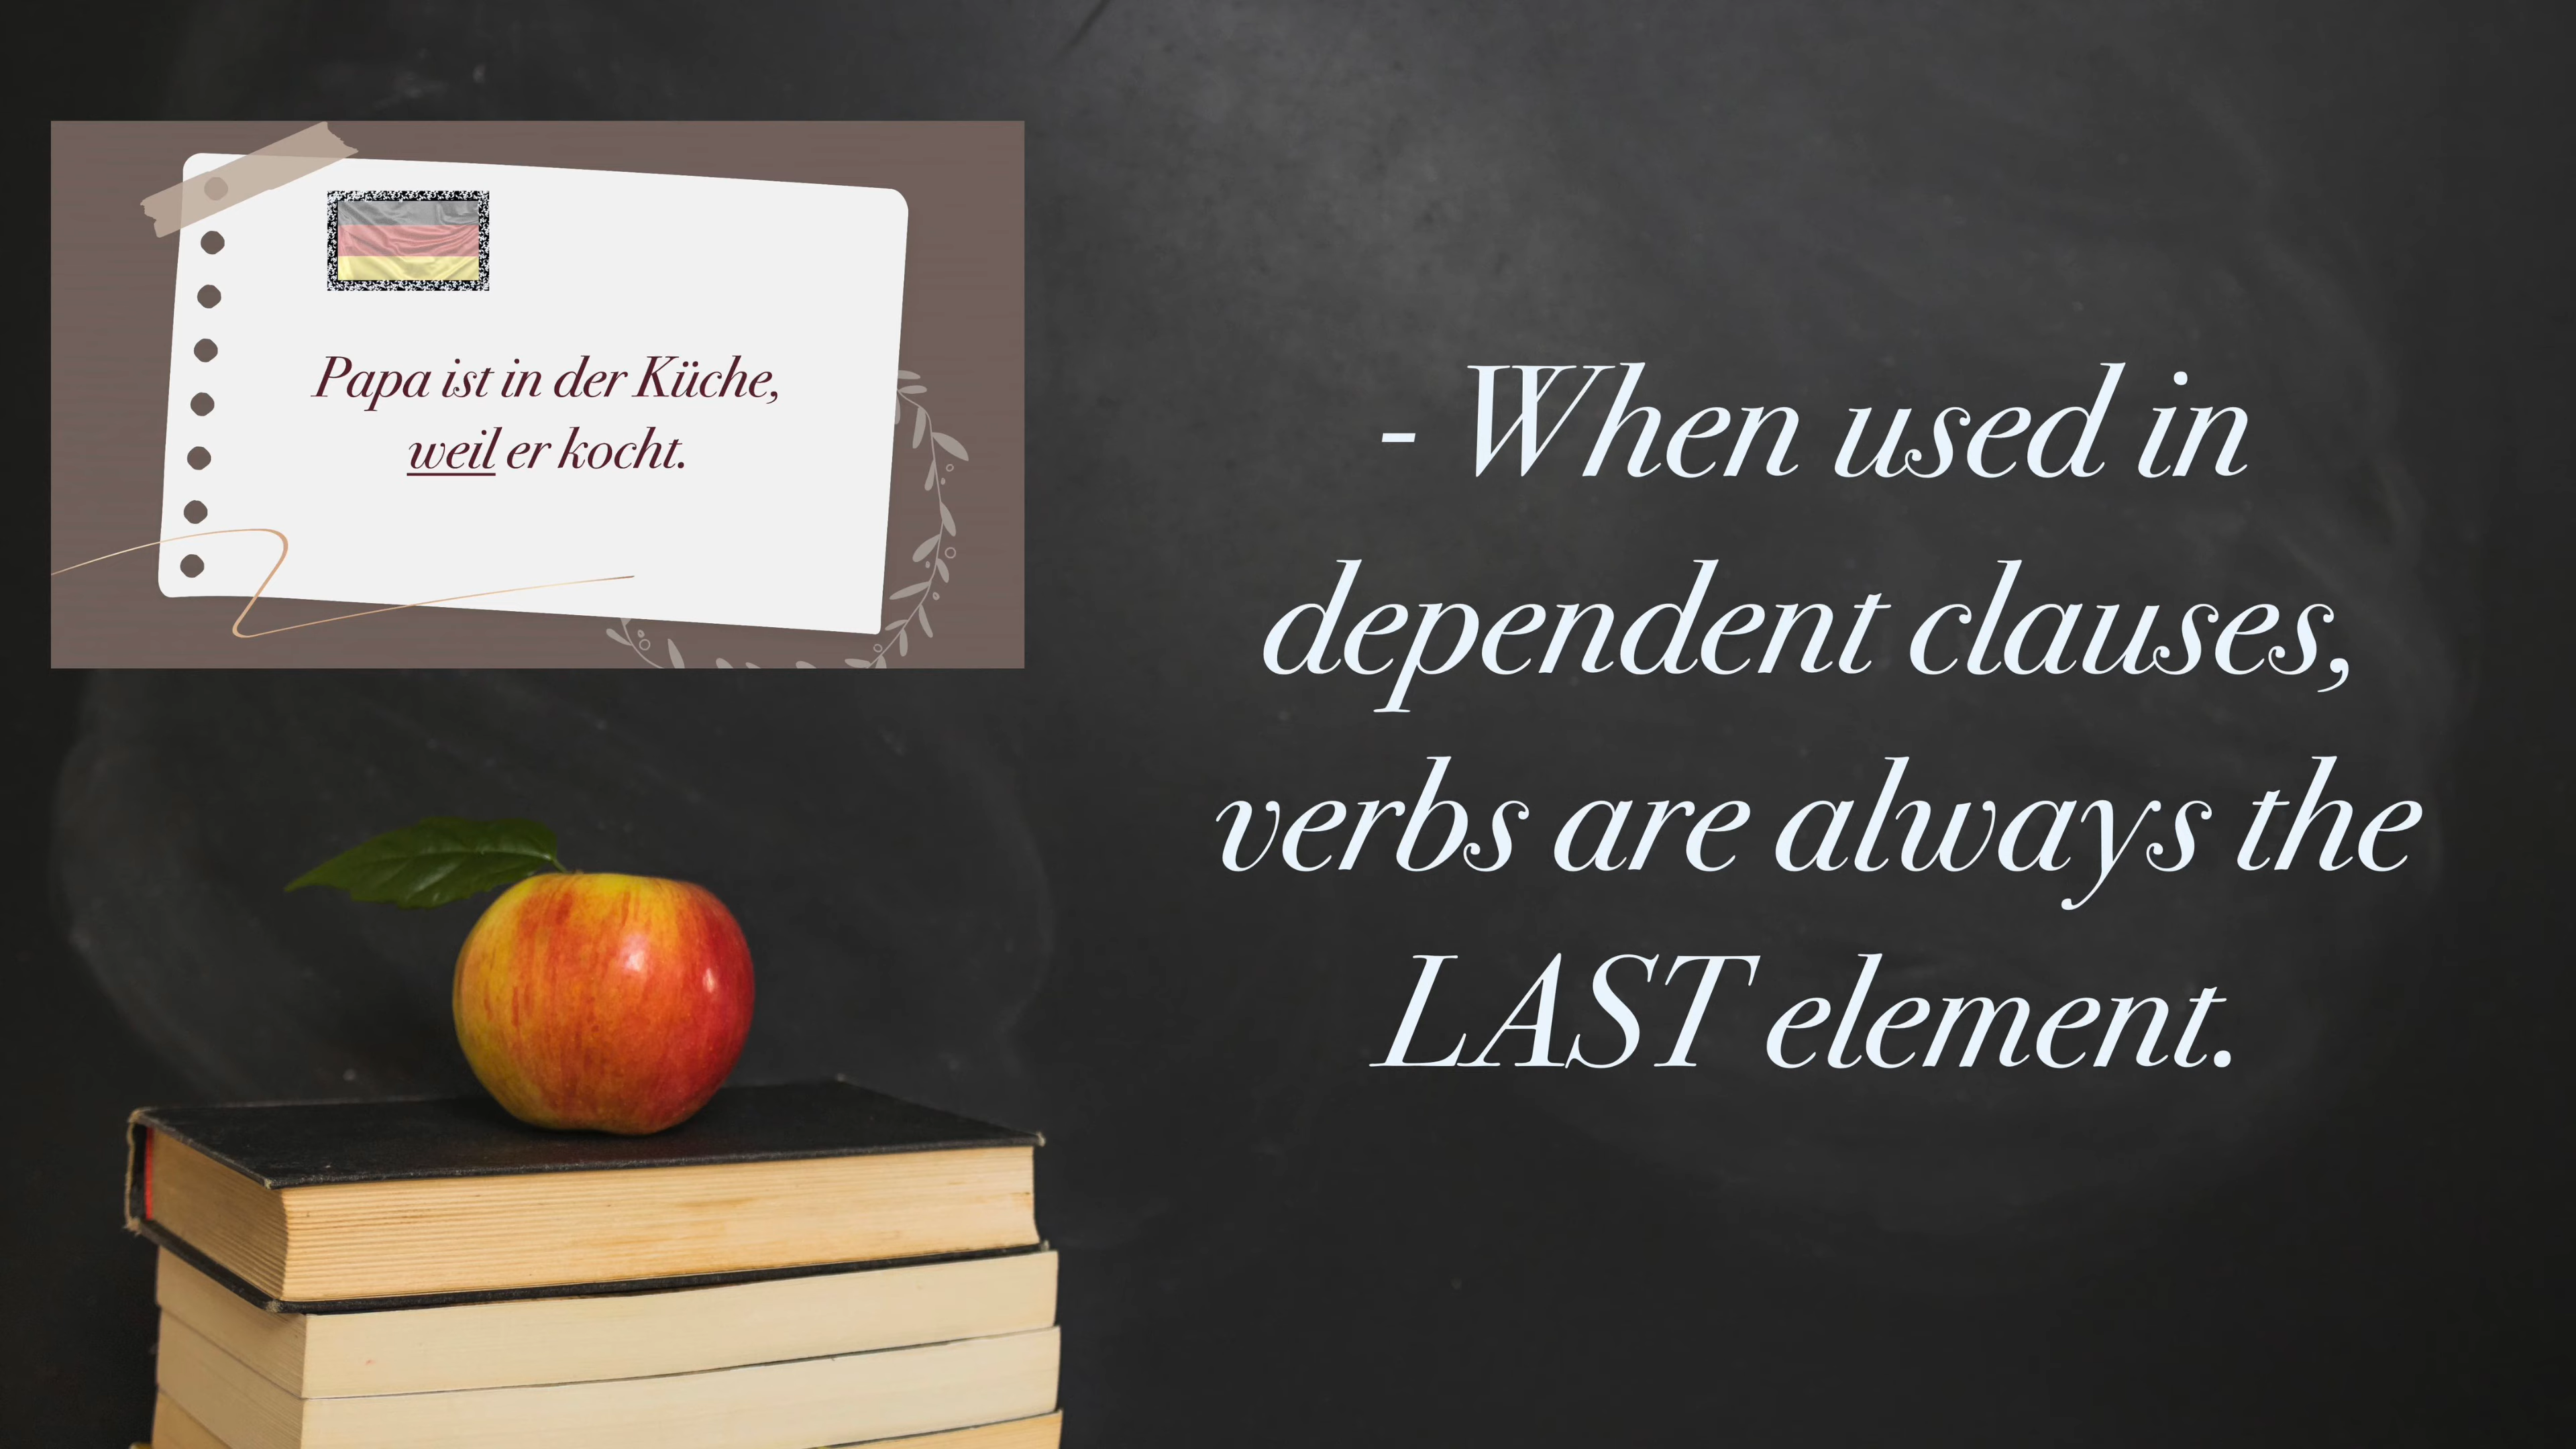 Papa ist in der Küche,
weil er kocht.
- When used in
dependent clauses,
verbs are always the
LAST element.